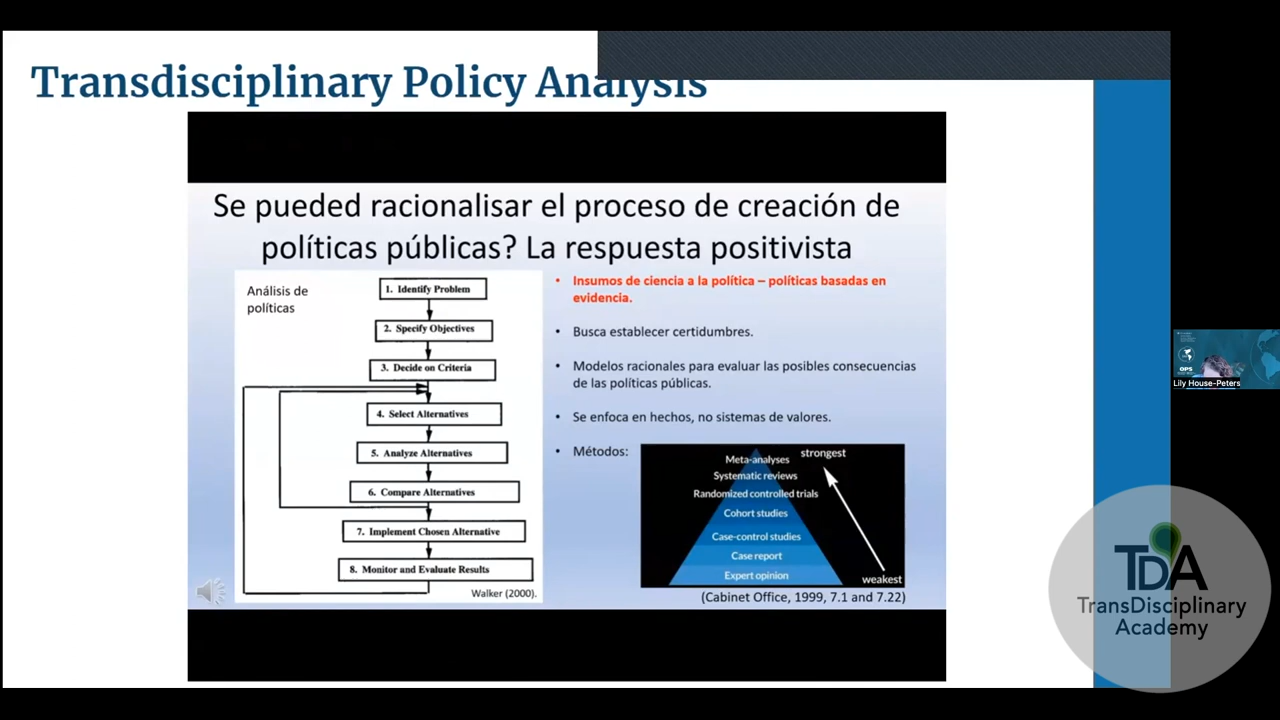 Transdisciplinary Policy Analysis
Se pueded racionalisar el proceso de creación de
políticas públicas? La respuesta positivista
Análisis de
políticas
1. Identify Problem
2. Specify Objectives
3. Decide on Criteria
4. Select Alternatives
5. Analyze Alternatives
6. Compare Alternatives
7. Implement Chosen Alternative
8. Monitor and Evaluate Results
Walker (2000).
• Insumos de ciencia a la política – políticas basadas en
evidencia.
• Busca establecer certidumbres.
• Modelos racionales para evaluar las posibles consecuencias
de las políticas públicas.
• Se enfoca en hechos, no sistemas de valores.
• Métodos:
Meta-analyses
strongest
Systematic reviews
Randomized controlled trials
Cohort studies
Case-control studies
Case report
Expert opinion
weakest
(Cabinet Office, 1999, 7.1 and 7.22)
OPS
Lily House-Peters
TDA
TransDisciplinary
Academy